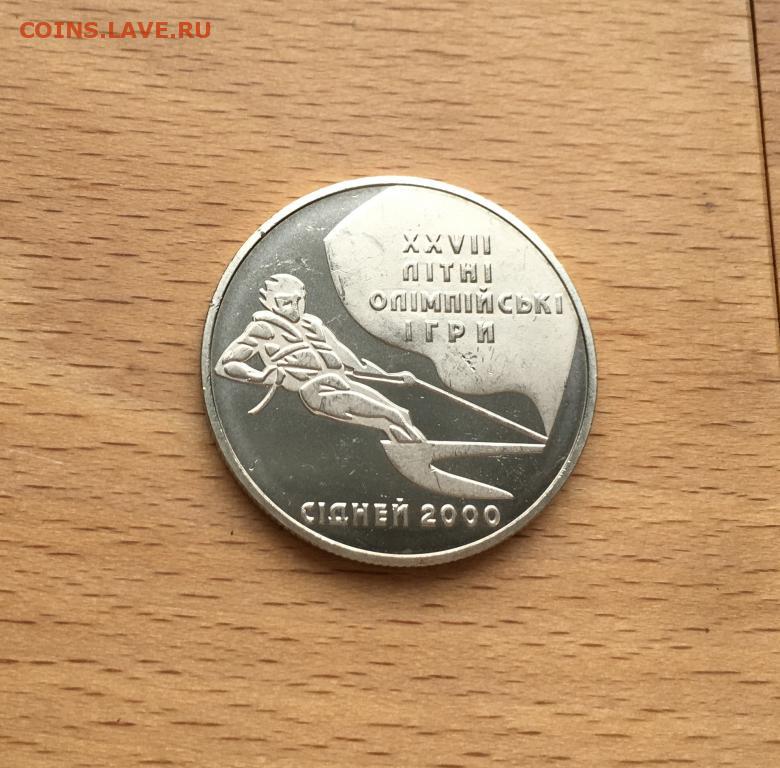 COINS.LAVE.RU
XXVII
ЛІТНІ
ОЛІМПІЙСЬКІ
ІГРИ
СІДНЕЙ 2000